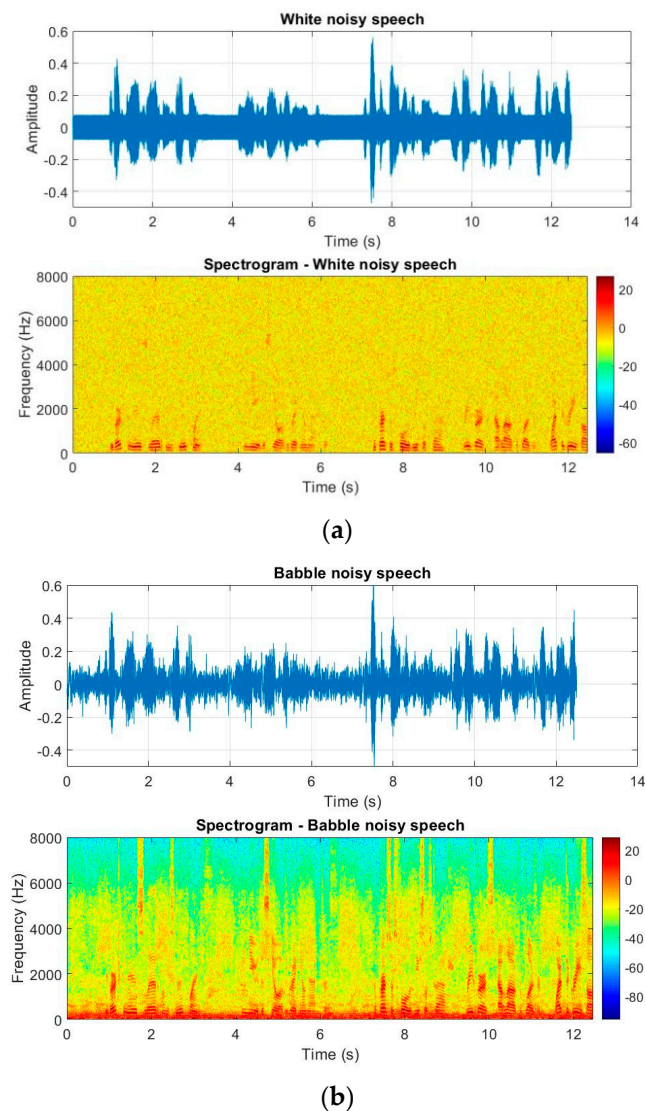 White noisy speech
0.6
0.4
0.2
0
-0.2
-0.4
Amplitude
0 2 4 6 8 10 12 14
Time (s)
Spectrogram - White noisy speech
8000
6000
4000
2000
0
Frequency (Hz)
20
0
-20
-40
-60
0 2 4 6 8 10 12
Time (s)
(a)
Babble noisy speech
0.6
0.4
0.2
0
-0.2
-0.4
Amplitude
0 2 4 6 8 10 12 14
Time (s)
Spectrogram - Babble noisy speech
8000
6000
4000
2000
0
Frequency (Hz)
20
0
-20
-40
-60
-80
0 2 4 6 8 10 12
Time (s)
(b)